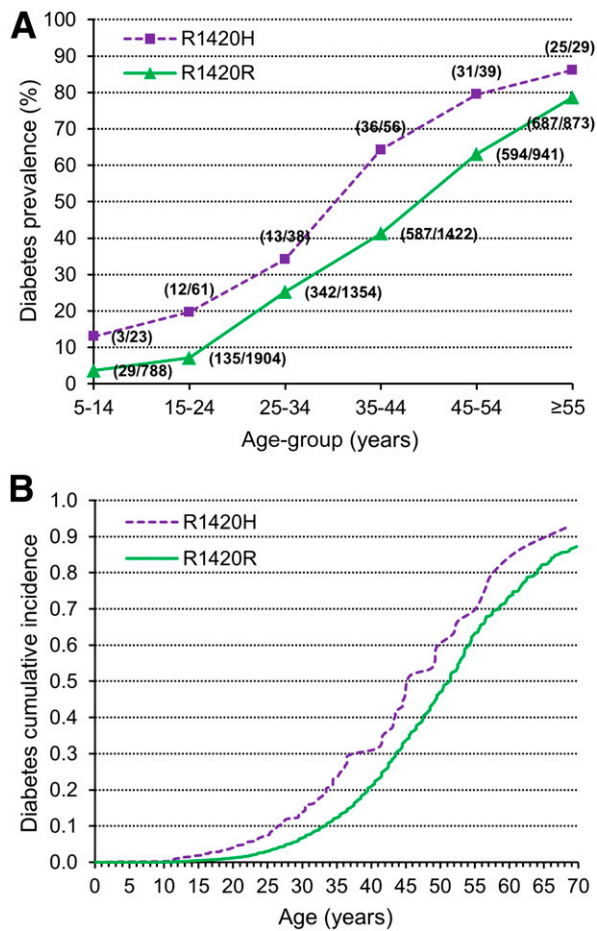 A
R1420H
R1420R
Diabetes prevalence (%)
100
90
80
70
60
50
40
30
20
10
0
(25/29)
(31/39)
(687/873)
(36/56)
(594/941)
(13/38)
(587/1422)
(12/61)
(342/1354)
(3/23)
(135/1904)
(29/788)
5-14 15-24 25-34 35-44 45-54 ≥55
Age-group (years)
B
R1420H
R1420R
Diabetes cumulative incidence
1.0
0.9
0.8
0.7
0.6
0.5
0.4
0.3
0.2
0.1
0.0
0 5 10 15 20 25 30 35 40 45 50 55 60 65 70
Age (years)